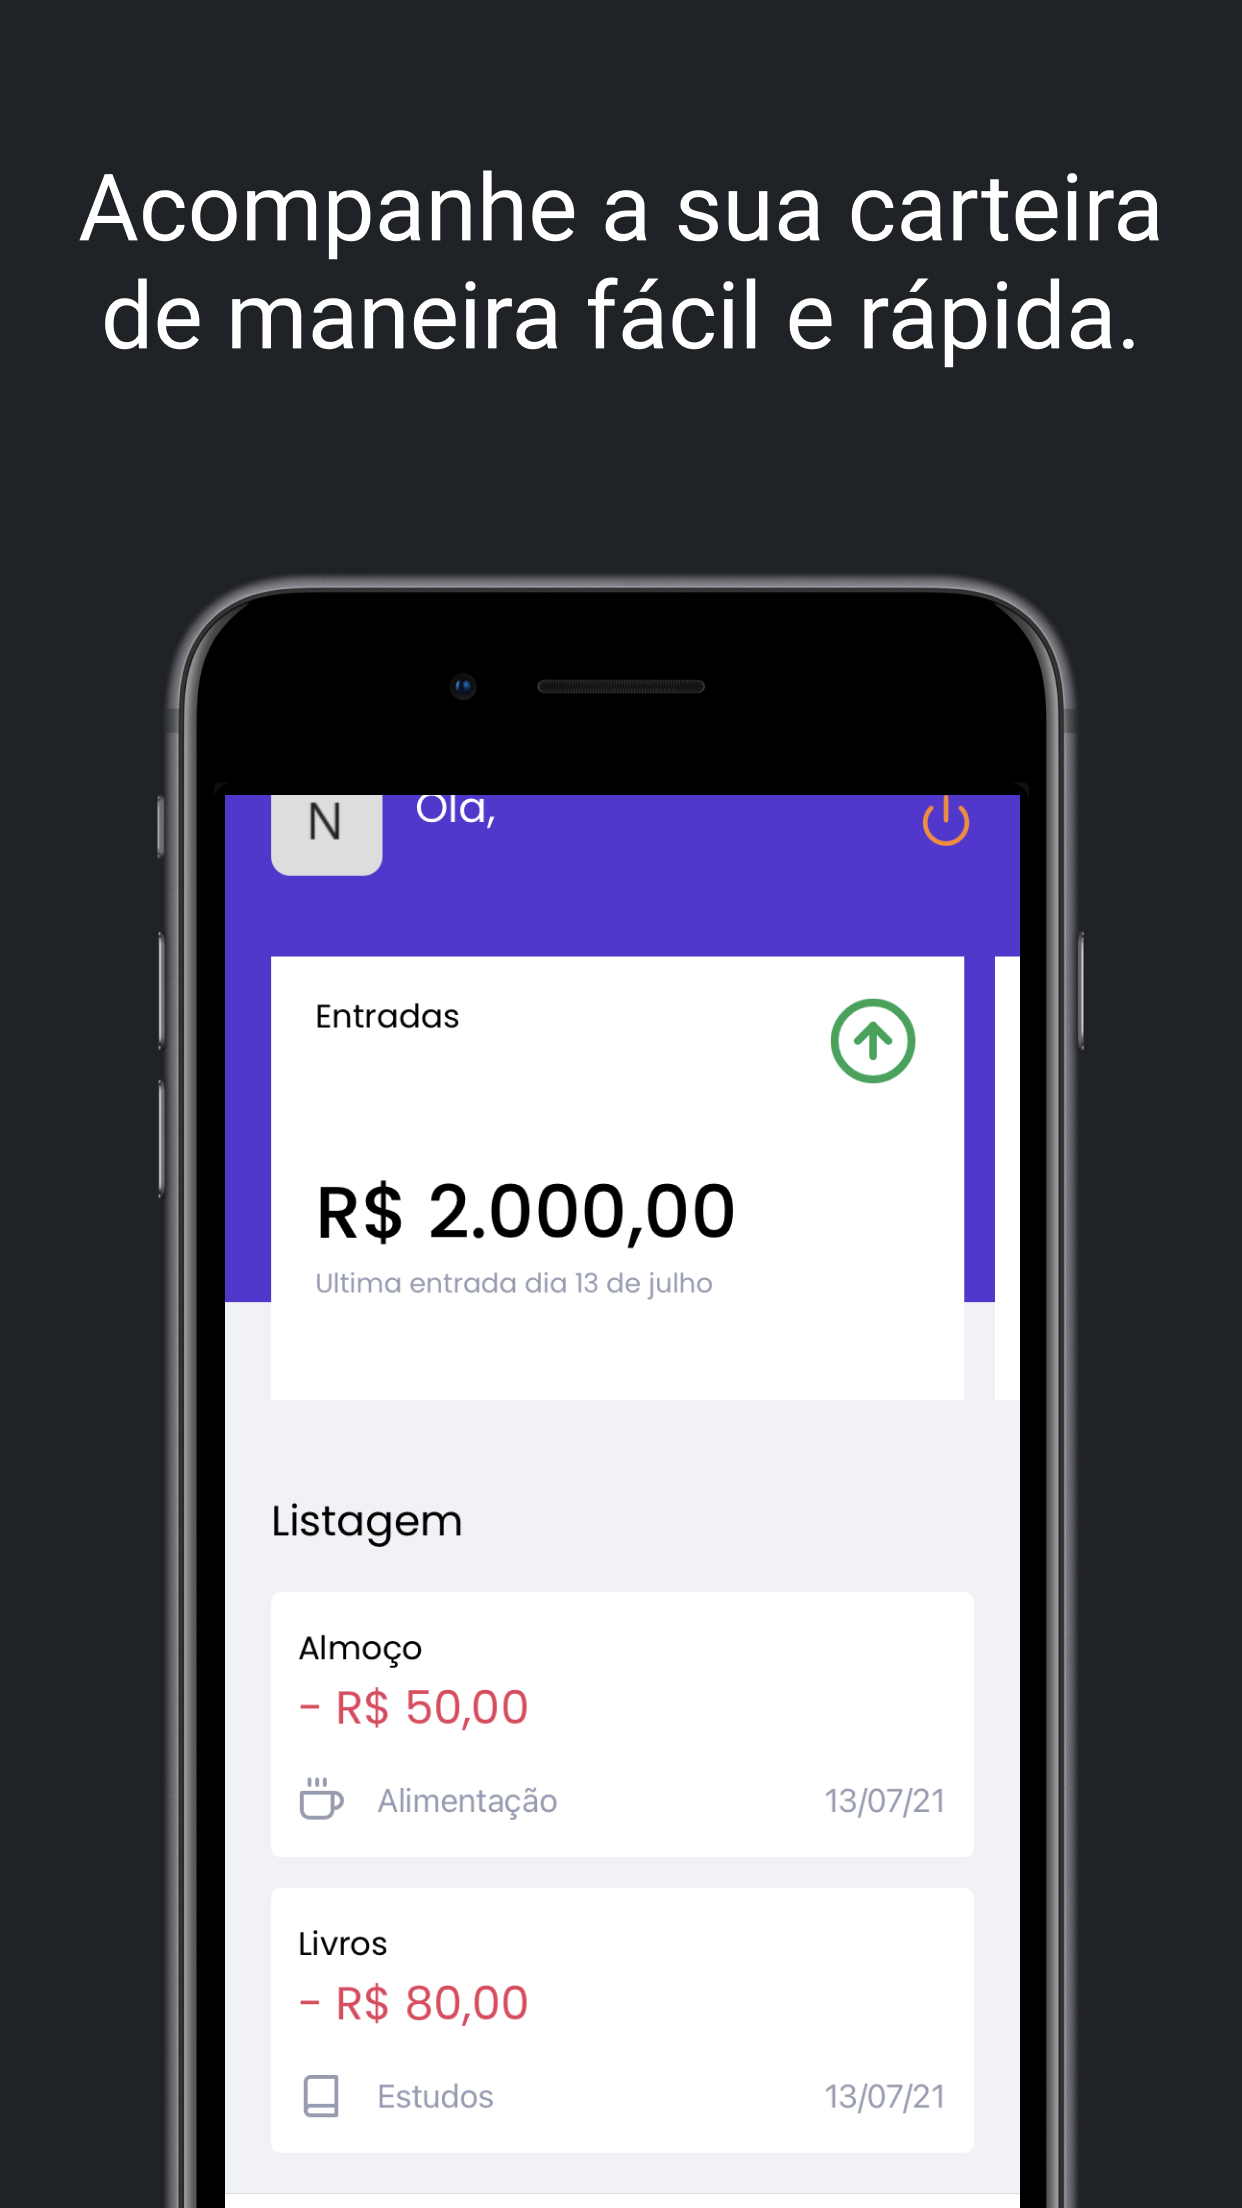 Acompanhe a sua carteira
de maneira fácil e rápida.
N
Olá,
Entradas
R$ 2.000,00
Ultima entrada dia 13 de julho
Listagem
Almoço
- R$ 50,00
Alimentação
13/07/21
Livros
- R$ 80,00
Estudos
13/07/21